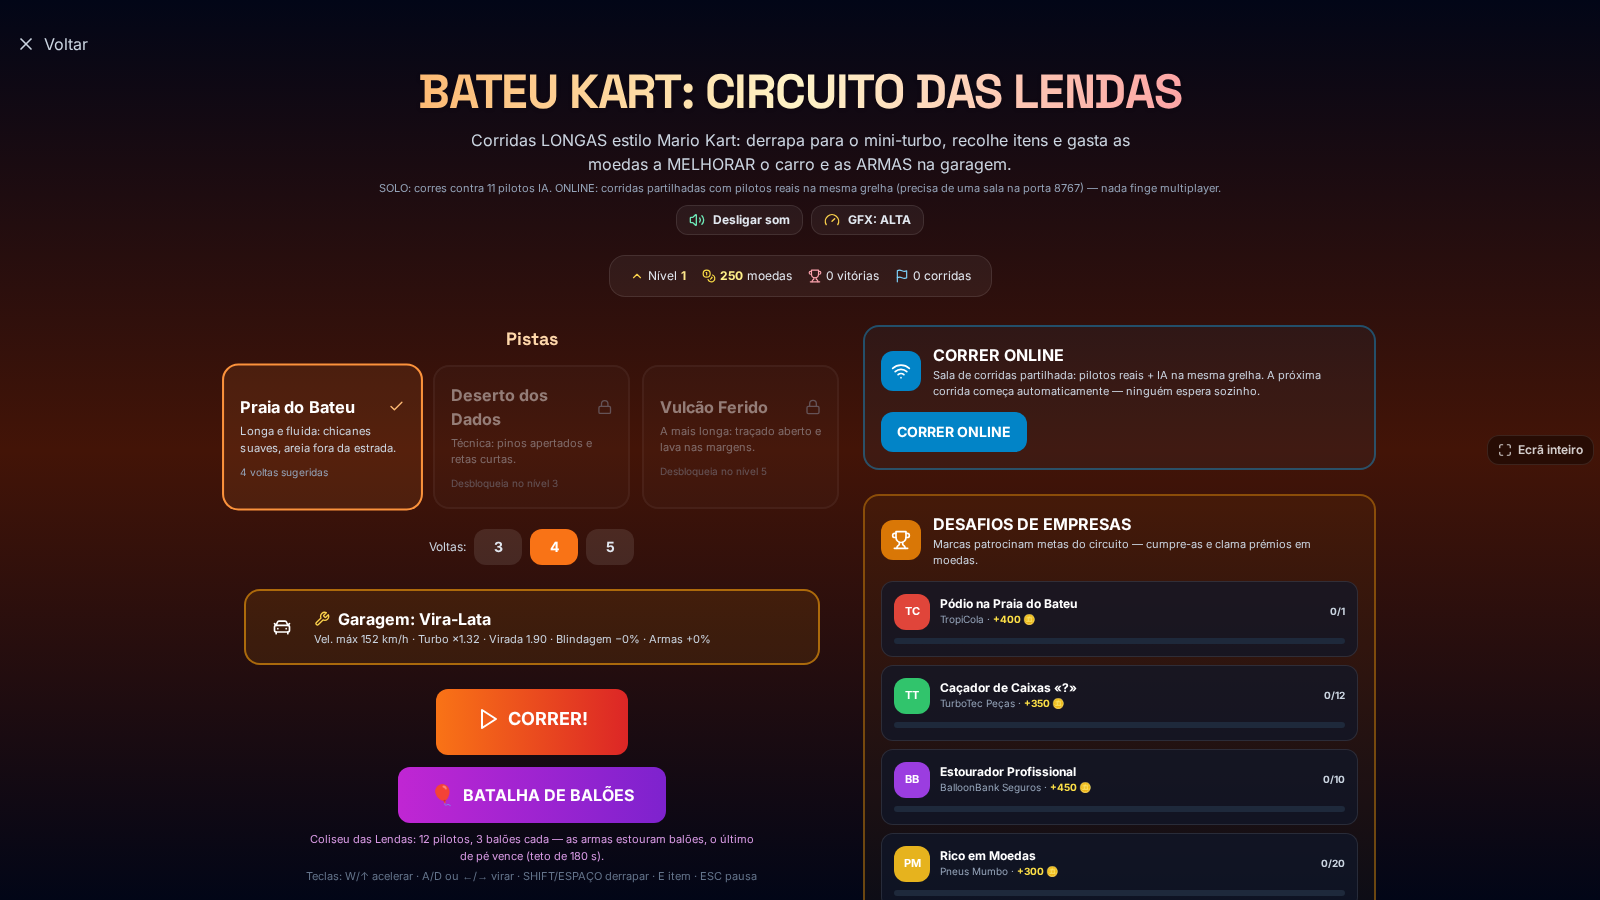 Voltar
BATEU KART: CIRCUITO DAS LENDAS
Corridas LONGAS estilo Mario Kart: derrapa para o mini-turbo, recolhe itens e gasta as
moedas a MELHORAR o carro e as ARMAS na garagem.
SOLO: corres contra 11 pilotos IA. ONLINE: corridas partilhadas com pilotos reais na mesma grelha (precisa de uma sala na porta 8767) — nada finge multiplayer.
Desligar som
GFX: ALTA
Nível 1
250 moedas
0 vitórias
0 corridas
Pistas
Praia do Bateu
Longa e fluida: chicanes
suaves, areia fora da estrada.
4 voltas sugeridas
Deserto dos
Dados
Técnica: pinos apertados e
retas curtas.
Desbloqueia no nível 3
Vulcão Ferido
A mais longa: traçado aberto e
lava nas margens.
Desbloqueia no nível 5
Voltas:
3
4
5
Garagem: Vira-Lata
Vel. máx 152 km/h · Turbo ×1.32 · Virada 1.90 · Blindagem −0% · Armas +0%
CORRER!
BATALHA DE BALÕES
Coliseu das Lendas: 12 pilotos, 3 balões cada — as armas estouram balões, o último
de pé vence (teto de 180 s).
Teclas: W/↑ acelerar · A/D ou ←/→ virar · SHIFT/ESPAÇO derrapar · E item · ESC pausa
CORRER ONLINE
Sala de corridas partilhada: pilotos reais + IA na mesma grelha. A próxima
corrida começa automaticamente — ninguém espera sozinho.
CORRER ONLINE
Ecrã inteiro
DESAFIOS DE EMPRESAS
Marcas patrocinam metas do circuito — cumpre-as e clama prémios em
moedas.
TC
Pódio na Praia do Bateu
TropiCola · +400
0/1
TT
Caçador de Caixas «?»
TurboTec Peças · +350
0/12
BB
Estourador Profissional
BalloonBank Seguros · +450
0/10
PM
Rico em Moedas
Pneus Mumbo · +300
0/20